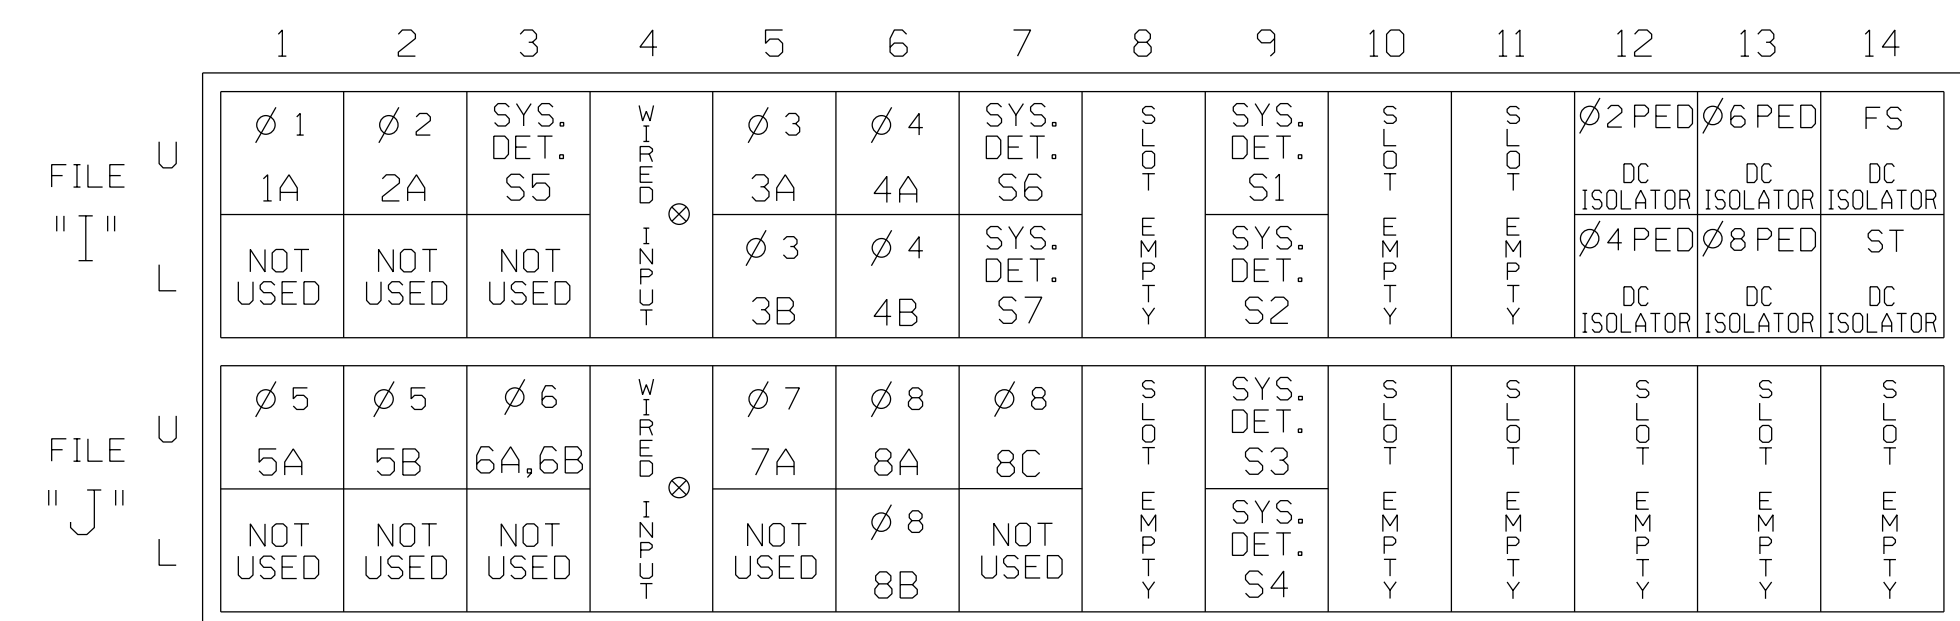 1 2 3 4 5 6 7 8 9 10 11 12 13 14
FILE "I"
U
Ø 1 1A
Ø 2 2A
SYS. DET. S5
WIRED INPUT
Ø 3 3A
Ø 4 4A
SYS. DET. S6
SLOT EMPTY
SYS. DET. S1
SLOT EMPTY
SLOT EMPTY
Ø2 PED DC ISOLATOR
Ø6 PED DC ISOLATOR
FS DC ISOLATOR
L
NOT USED
NOT USED
NOT USED
Ø 3 3B
Ø 4 4B
SYS. DET. S7
SYS. DET. S2
Ø4 PED DC ISOLATOR
Ø8 PED DC ISOLATOR
ST DC ISOLATOR
FILE "J"
U
Ø 5 5A
Ø 5 5B
Ø 6 6A,6B
WIRED INPUT
Ø 7 7A
Ø 8 8A
Ø 8 8C
SLOT EMPTY
SYS. DET. S3
SLOT EMPTY
SLOT EMPTY
SLOT EMPTY
SLOT EMPTY
SLOT EMPTY
L
NOT USED
NOT USED
NOT USED
NOT USED
Ø 8 8B
NOT USED
SYS. DET. S4